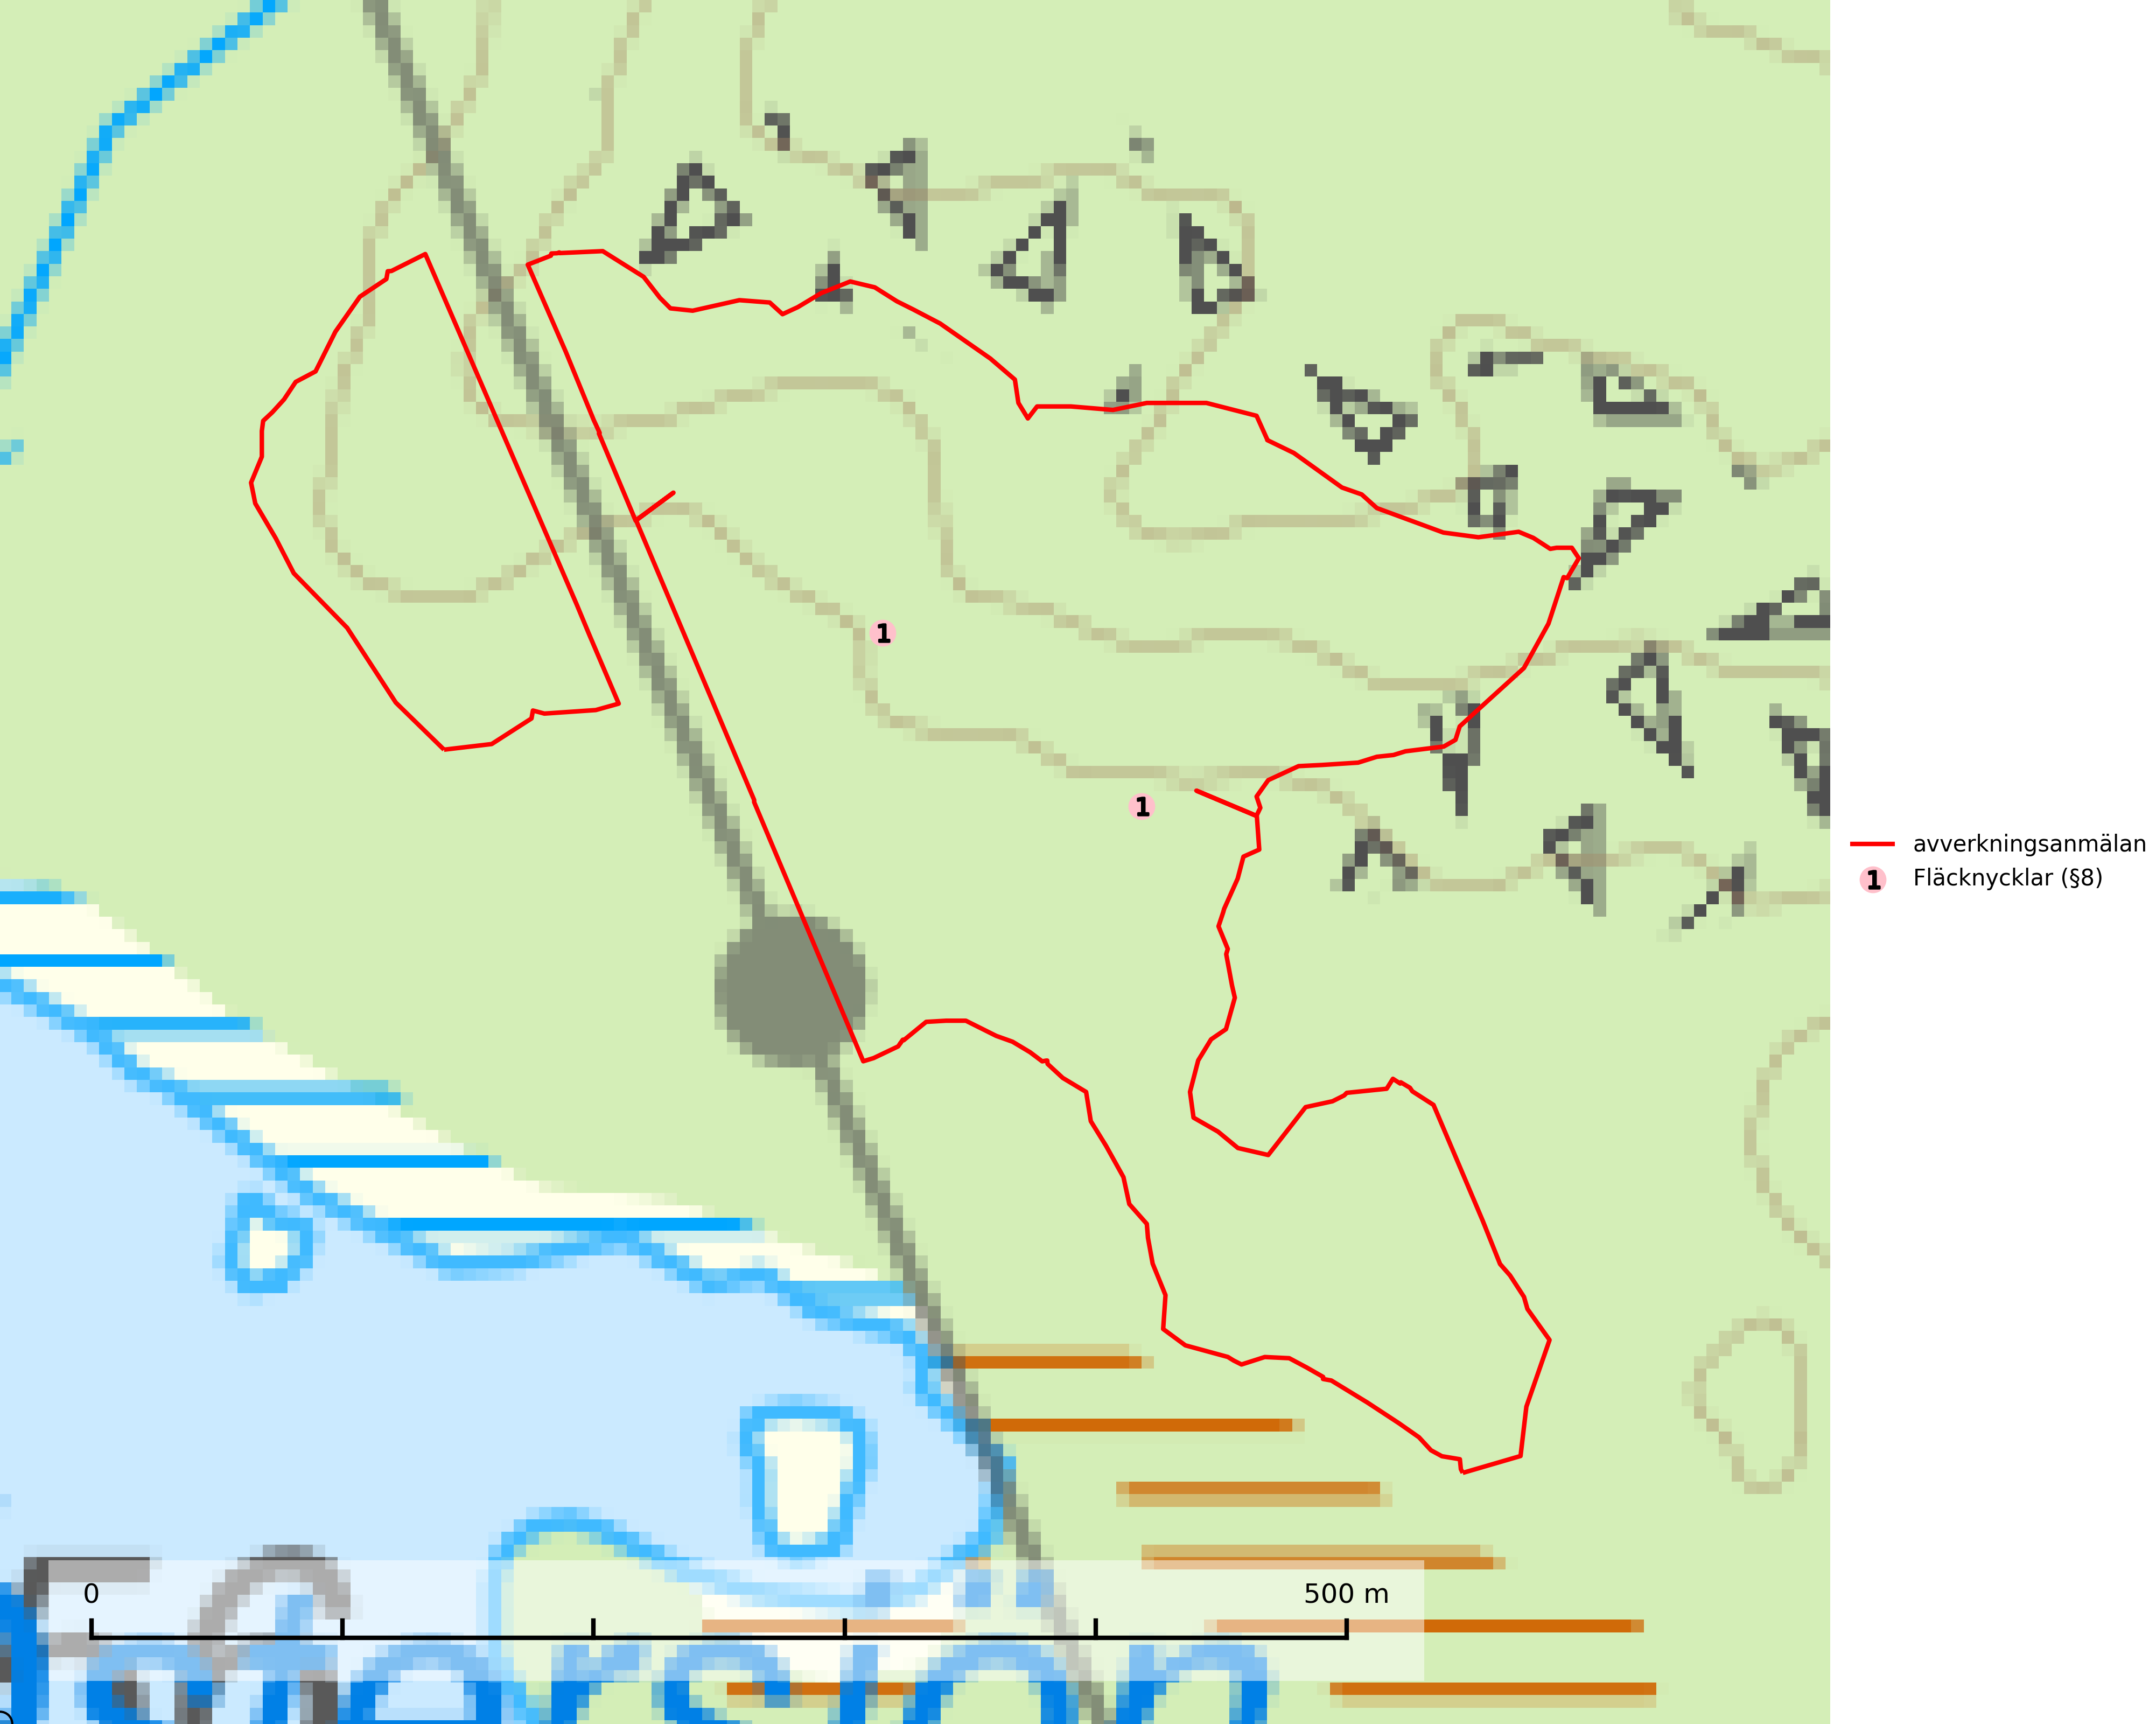 1
1
avverkningsanmälan
1 Fläcknycklar (§8)
0 500 m